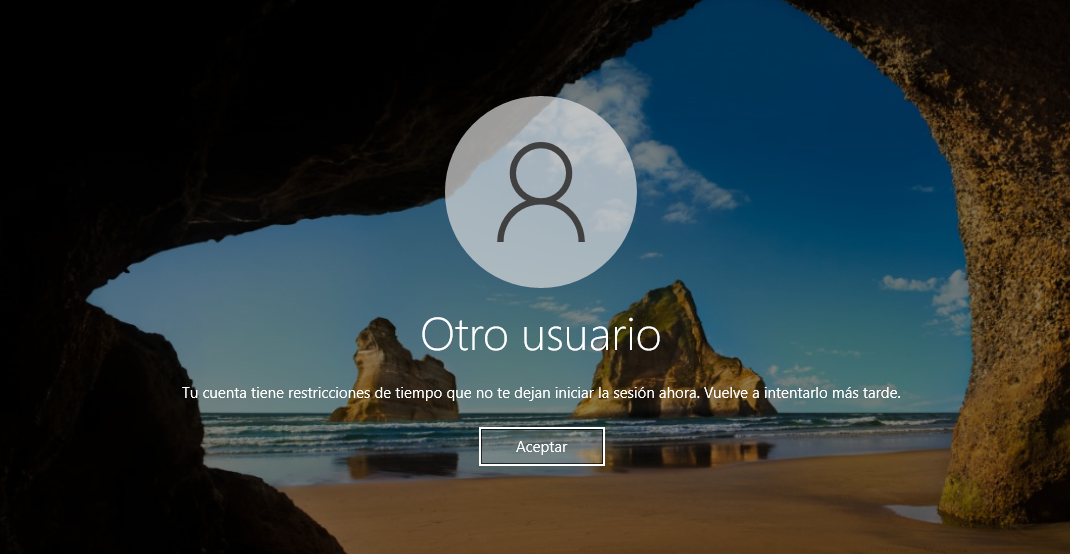 Otro usuario
Tu cuenta tiene restricciones de tiempo que no te dejan iniciar la sesión ahora. Vuelve a intentarlo más tarde.
Aceptar